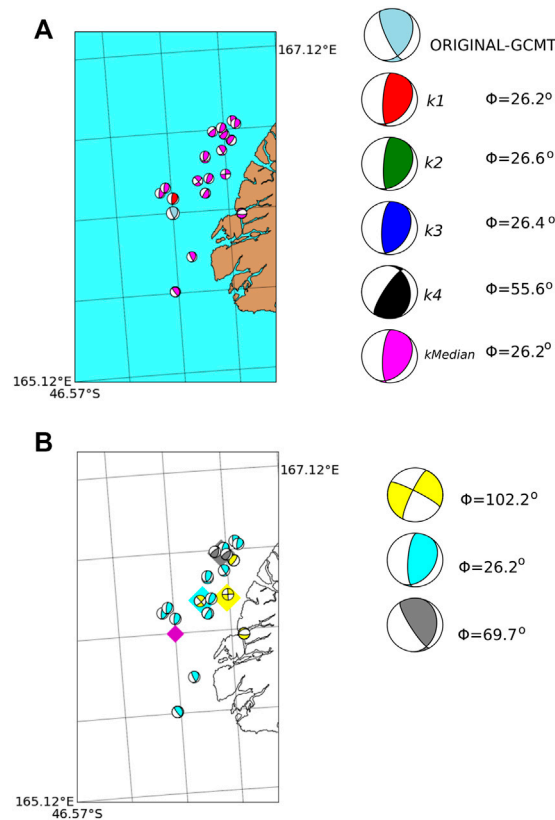 A
167.12°E
165.12°E
46.57°S
ORIGINAL-GCMT
k1 Φ=26.2°
k2 Φ=26.6°
k3 Φ=26.4°
k4 Φ=55.6°
kMedian Φ=26.2°
B
167.12°E
165.12°E
46.57°S
Φ=102.2°
Φ=26.2°
Φ=69.7°